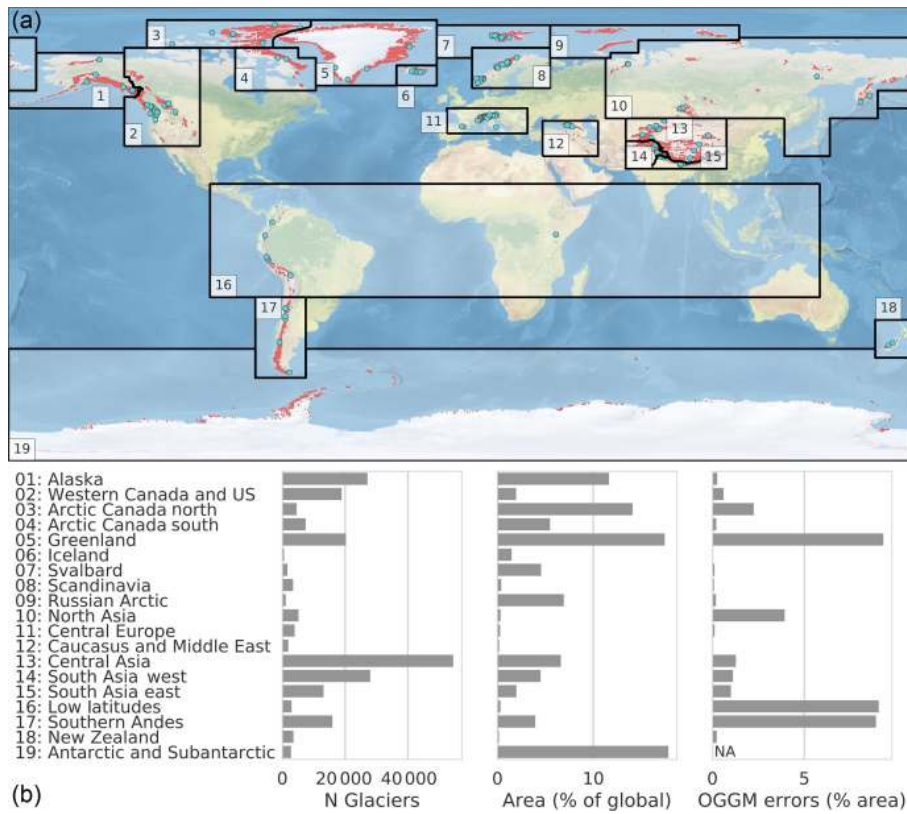 (a)
3
7
9
4
5
8
6
1
10
2
11
13
12
14
15
16
17
18
19
01: Alaska
02: Western Canada and US
03: Arctic Canada north
04: Arctic Canada south
05: Greenland
06: Iceland
07: Svalbard
08: Scandinavia
09: Russian Arctic
10: North Asia
11: Central Europe
12: Caucasus and Middle East
13: Central Asia
14: South Asia west
15: South Asia east
16: Low latitudes
17: Southern Andes
18: New Zealand
19: Antarctic and Subantarctic
NA
0 20 000 40 000
0 10
0 5
(b)
N Glaciers
Area (% of global)
OGGM errors (% area)